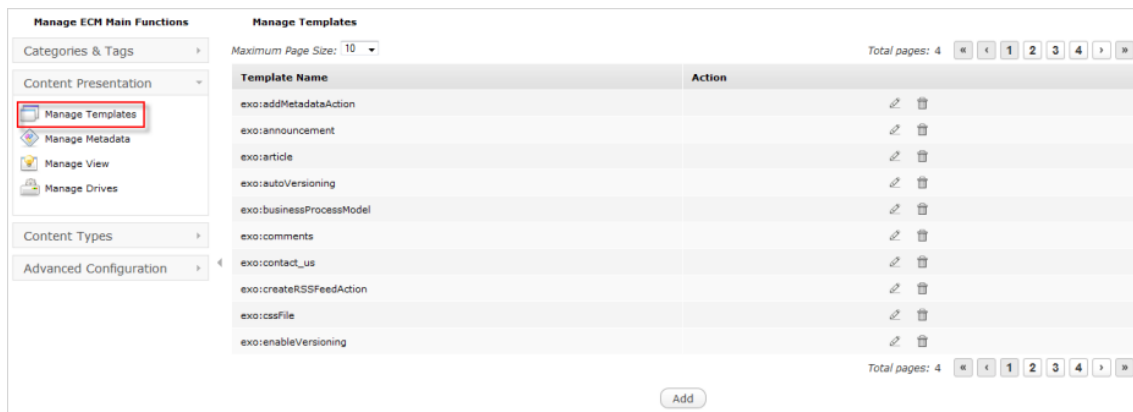 Manage ECM Main Functions
Manage Templates
Categories & Tags
Maximum Page Size: 10
Total pages: 4 « ‹ 1 2 3 4 › »
Content Presentation
Template Name Action
Manage Templates
exo:addMetadataAction
Manage Metadata
exo:announcement
Manage View
exo:article
Manage Drives
exo:autoVersioning
exo:businessProcessModel
Content Types
exo:comments
Advanced Configuration
exo:contact_us
exo:createRSSFeedAction
exo:cssFile
exo:enableVersioning
Total pages: 4 « ‹ 1 2 3 4 › »
Add